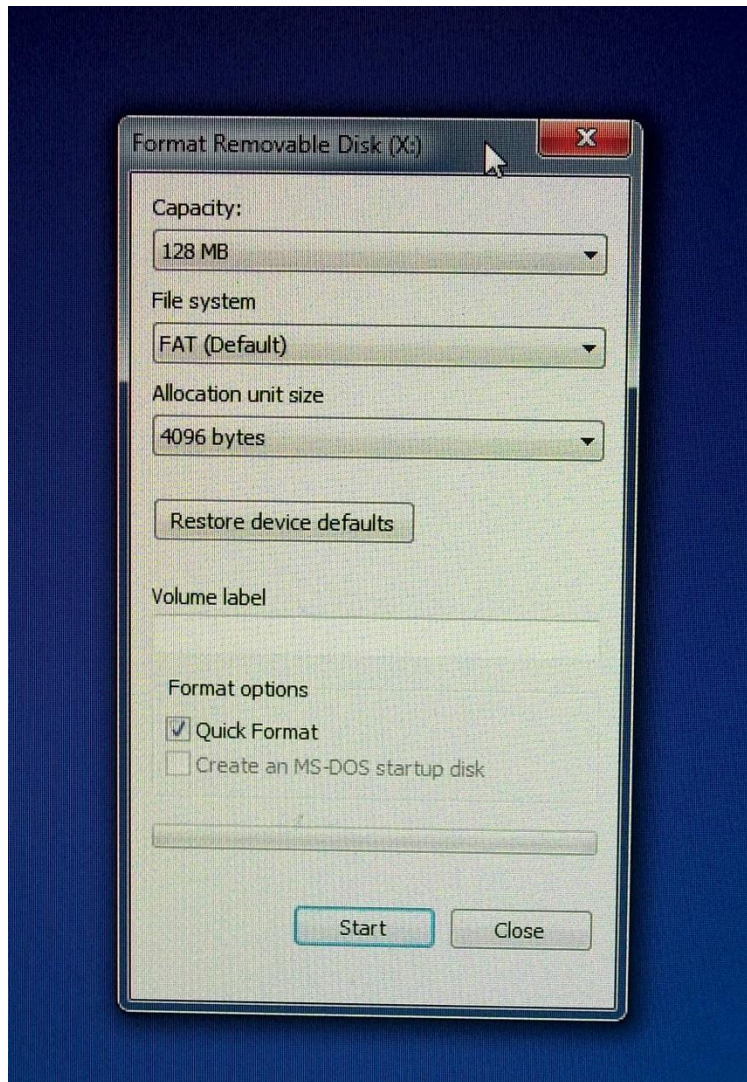 Format Removable Disk (X:)
Capacity:
128 MB
File system
FAT (Default)
Allocation unit size
4096 bytes
Restore device defaults
Volume label
Format options
Quick Format
Create an MS-DOS startup disk
Start
Close